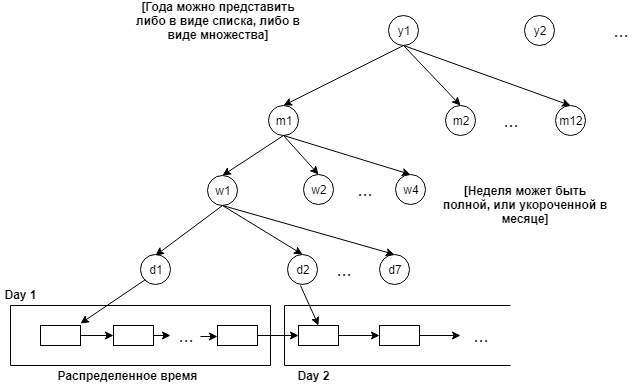 [Года можно представить
либо в виде списка, либо в
виде множества]
y1
y2
...
m1
m2
...
m12
w1
w2
...
w4
[Неделя может быть
полной, или укороченной в
месяце]
d1
d2
...
d7
Day 1
...
...
Распределенное время
Day 2